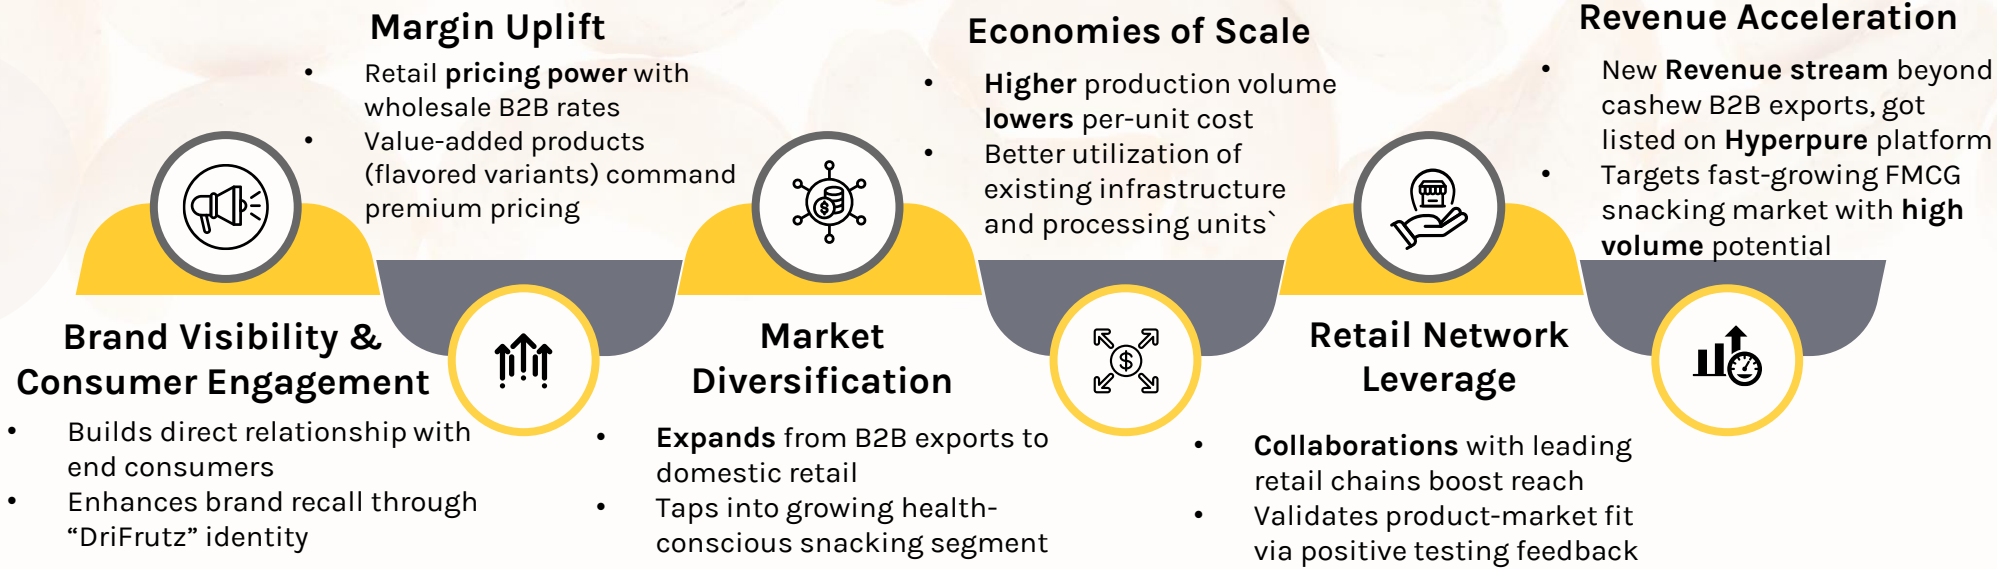 Brand Visibility &
Consumer Engagement
• Builds direct relationship with
end consumers
• Enhances brand recall through
“DriFrutz” identity
Margin Uplift
• Retail pricing power with
wholesale B2B rates
• Value-added products
(flavored variants) command
premium pricing
Market
Diversification
• Expands from B2B exports to
domestic retail
• Taps into growing health-
conscious snacking segment
Economies of Scale
• Higher production volume
lowers per-unit cost
• Better utilization of
existing infrastructure
and processing units`
Retail Network
Leverage
• Collaborations with leading
retail chains boost reach
• Validates product-market fit
via positive testing feedback
Revenue Acceleration
• New Revenue stream beyond
cashew B2B exports, got
listed on Hyperpure platform
• Targets fast-growing FMCG
snacking market with high
volume potential